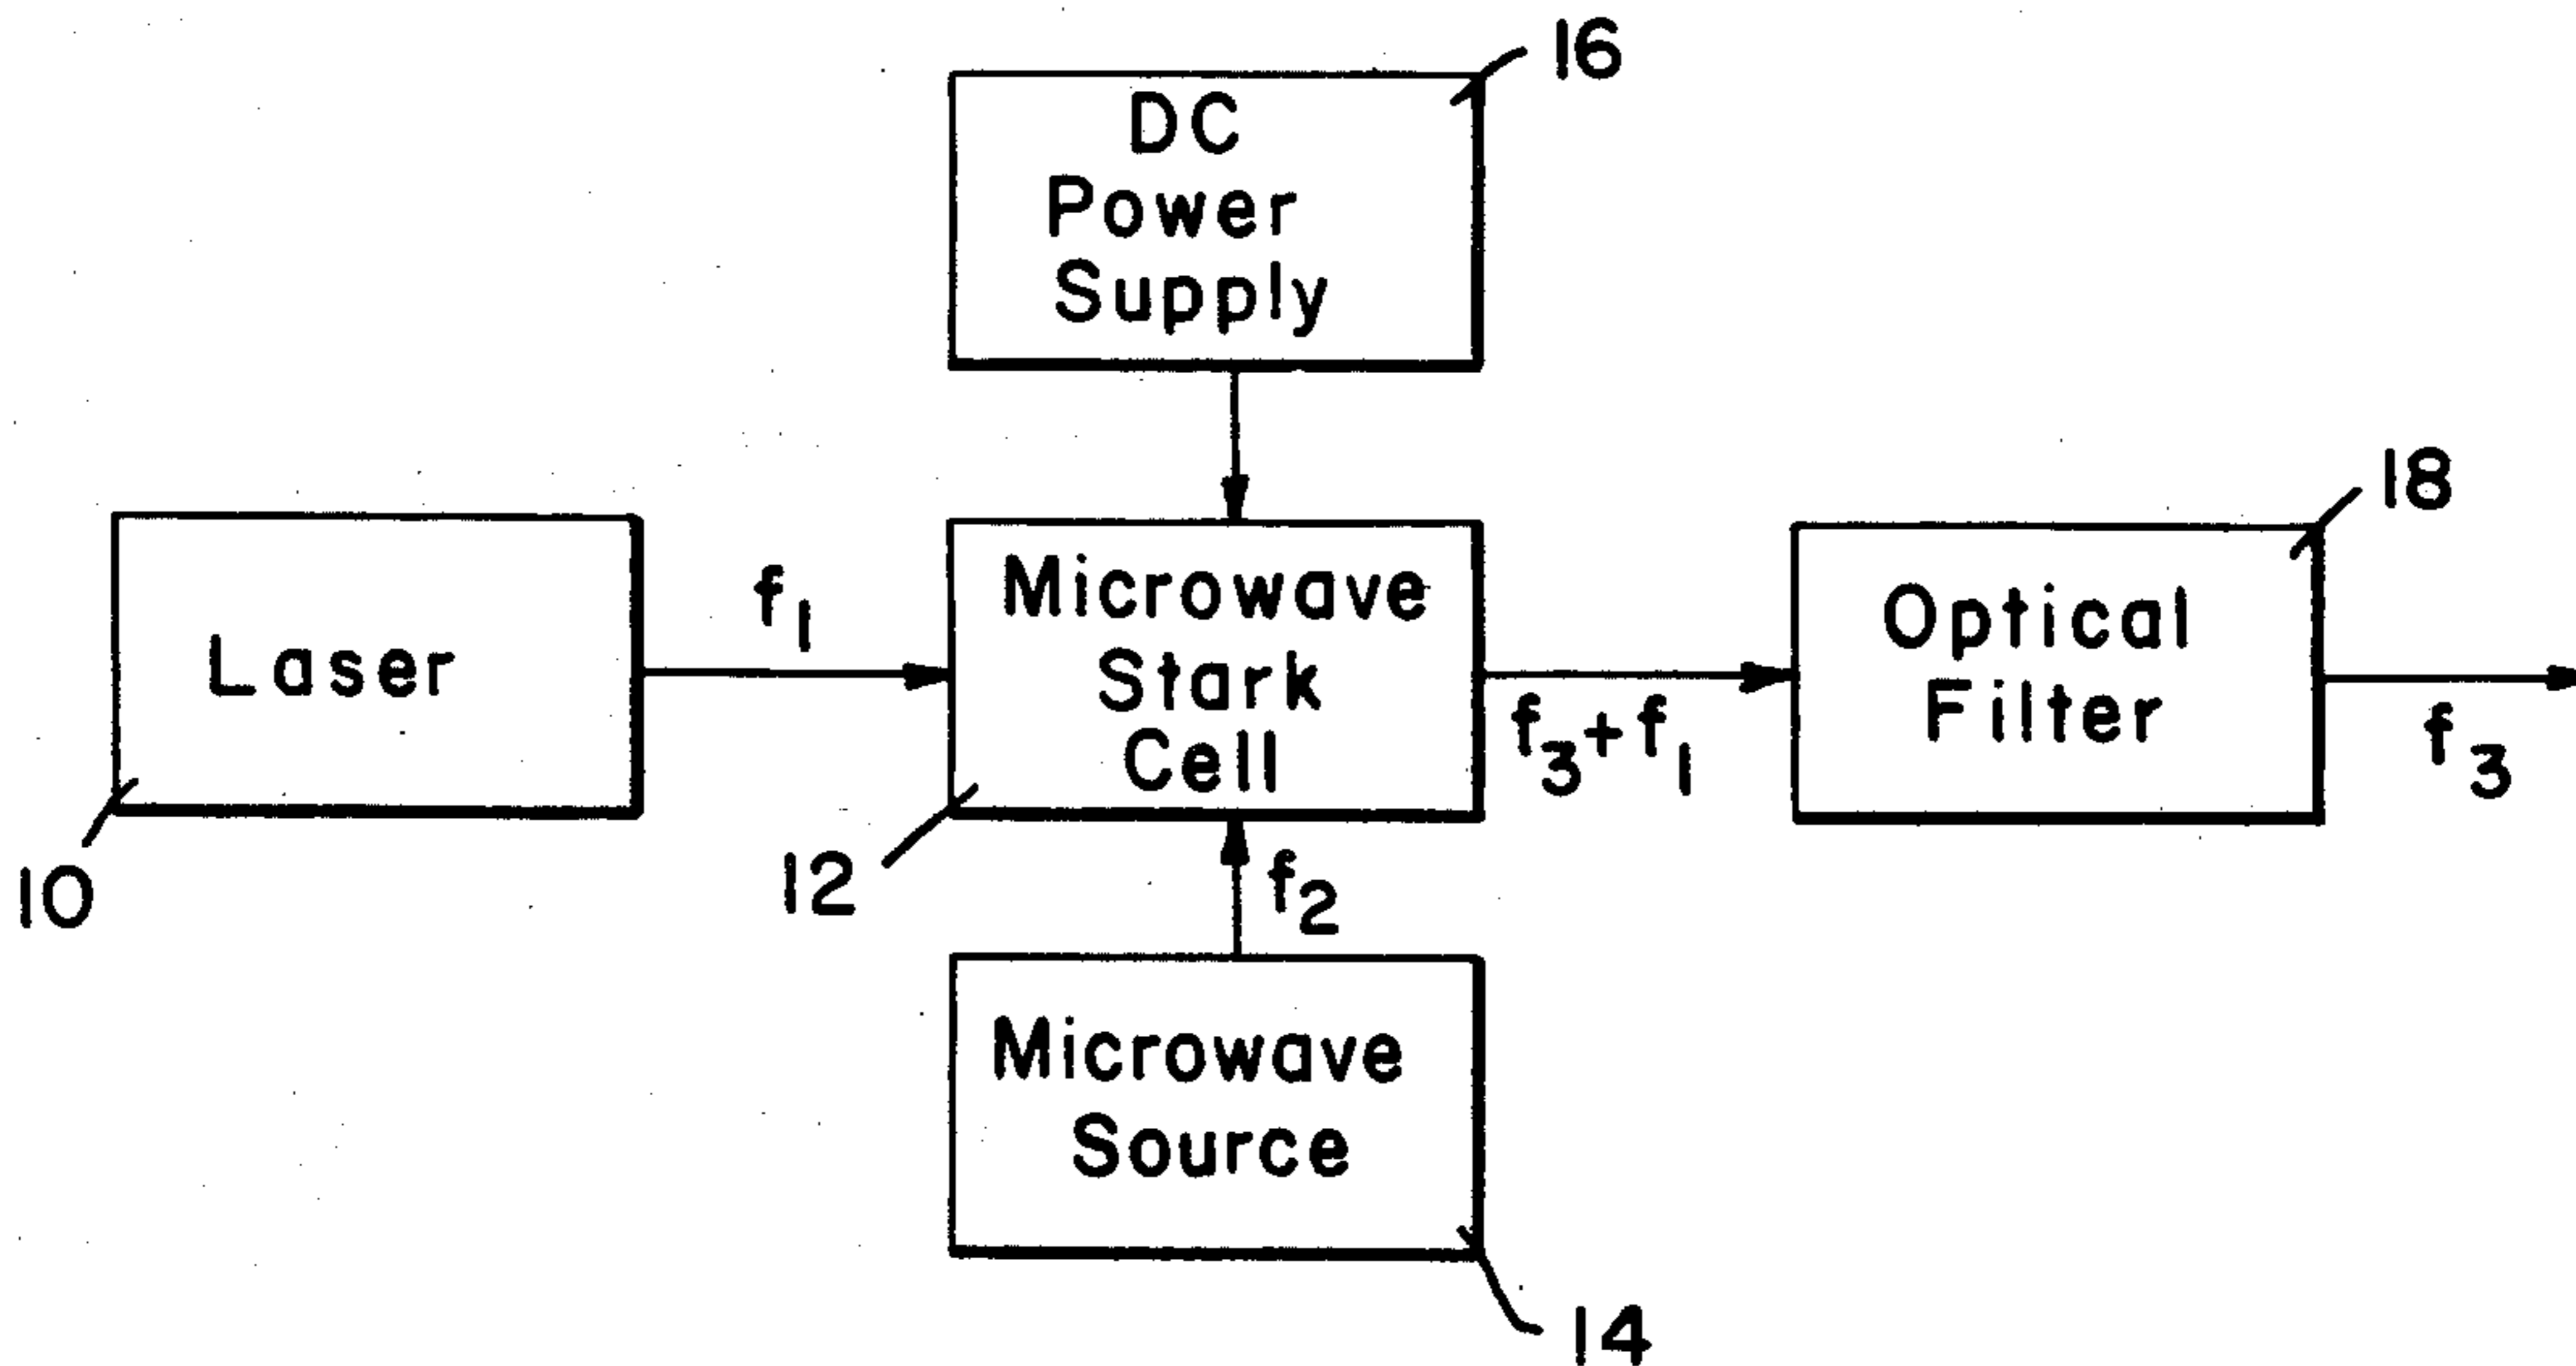 16
DC
Power
Supply
18
Laser
f₁
Microwave
Stark
Cell
f₃+f₁
Optical
Filter
f₃
10
12
f₂
Microwave
Source
14